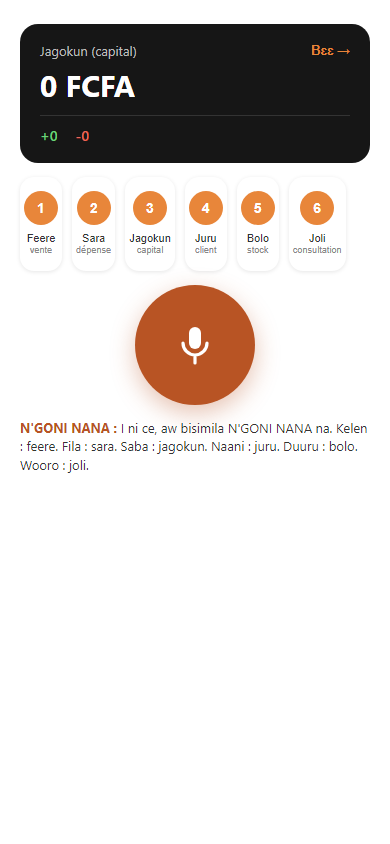 Jagokun (capital) Bɛɛ →
0 FCFA
+0 -0
1 2 3 4 5 6
Feere Sara Jagokun Juru Bolo Joli
vente dépense capital client stock consultation
N'GONI NANA : I ni ce, aw bisimila N'GONI NANA na. Kelen
: feere. Fila : sara. Saba : jagokun. Naani : juru. Duuru : bolo.
Wooro : joli.